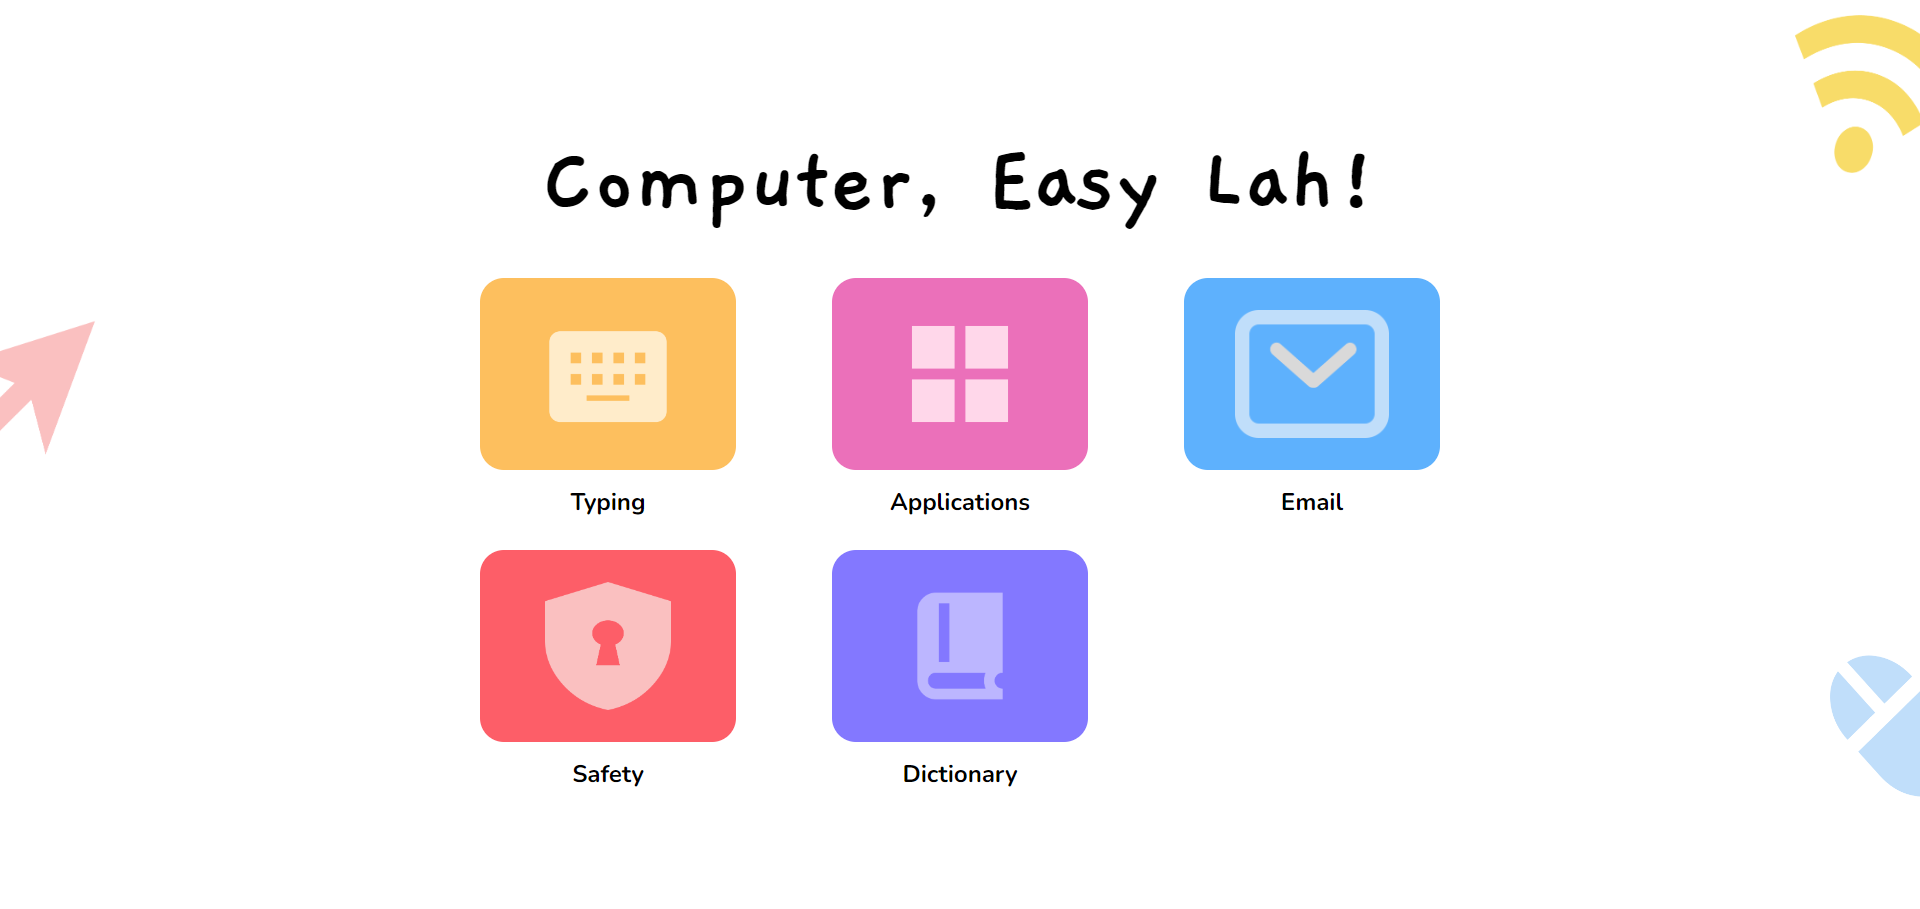 Computer, Easy Lah!
Typing
Applications
Email
Safety
Dictionary